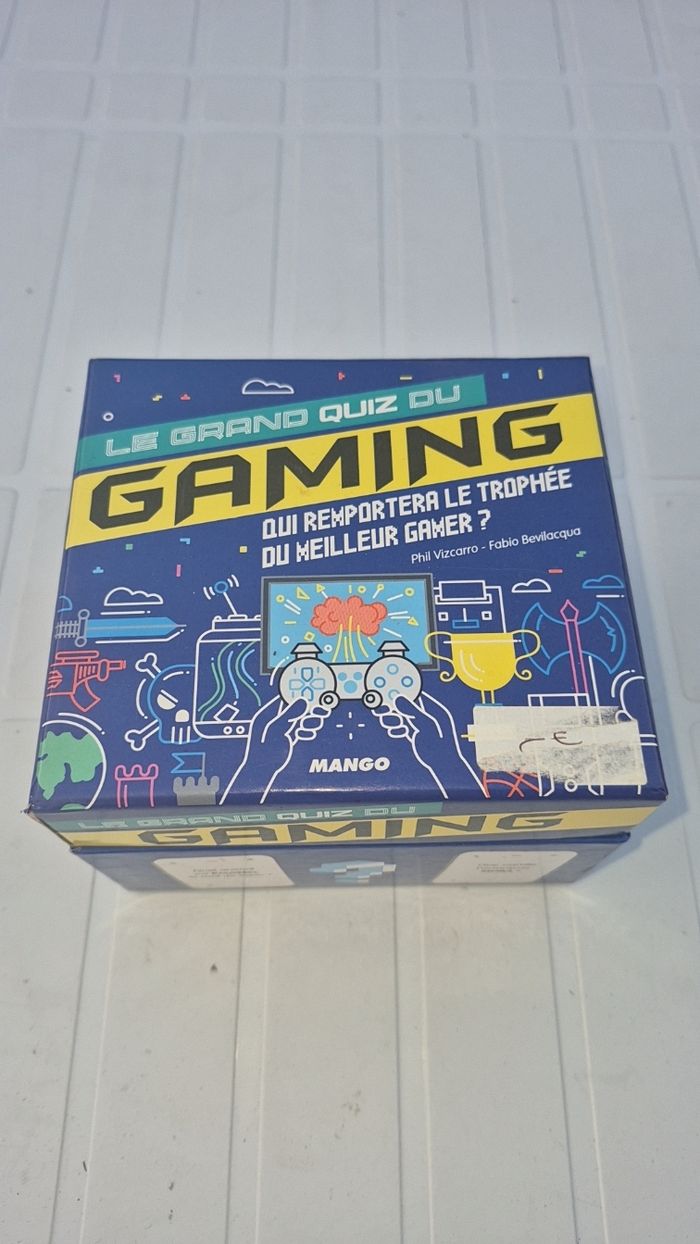 LE GRAND QUIZ DU
GAMING
QUI REMPORTERA LE TROPHÉE
DU MEILLEUR GAMER ?
Phil Vizcarro - Fabio Bevilacqua
MANGO
LE GRAND QUIZ DU
GAMING